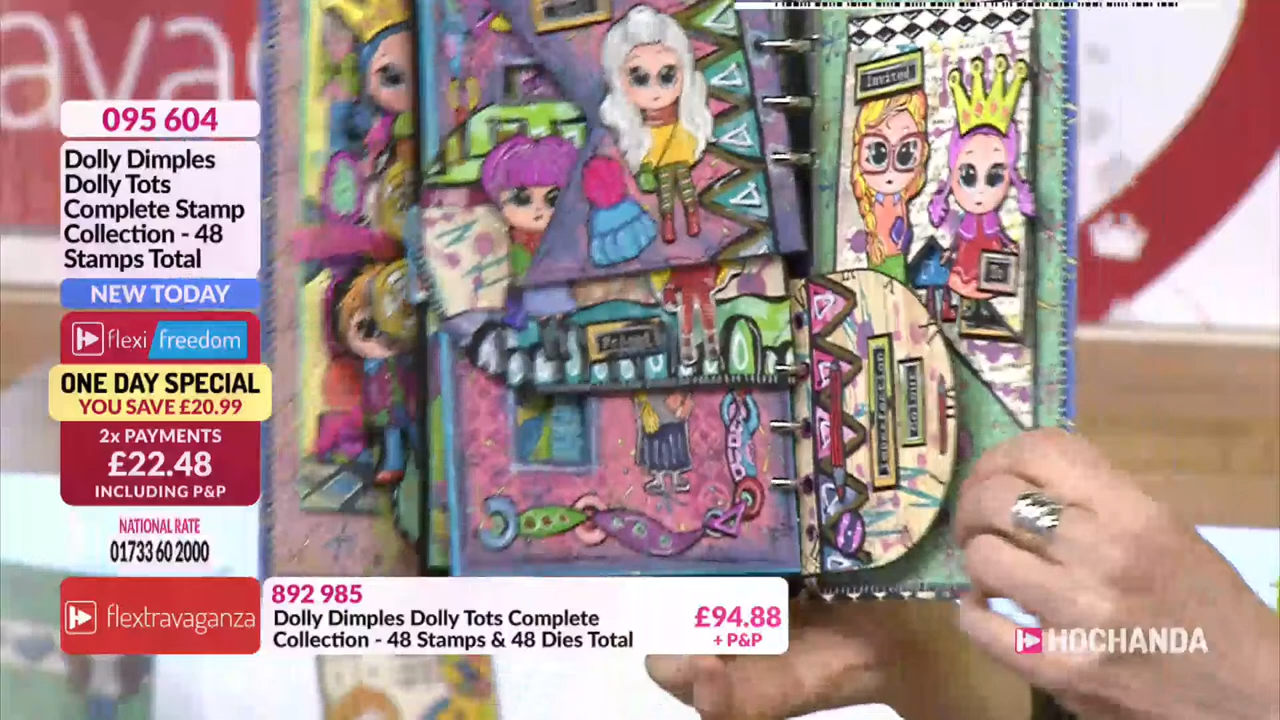 095 604
Dolly Dimples
Dolly Tots
Complete Stamp
Collection - 48
Stamps Total
NEW TODAY
flexi freedom
ONE DAY SPECIAL
YOU SAVE £20.99
2x PAYMENTS
£22.48
INCLUDING P&P
NATIONAL RATE
01733 60 2000
flextravaganza
892 985
Dolly Dimples Dolly Tots Complete
Collection - 48 Stamps & 48 Dies Total
£94.88
+ P&P
HOCHANDA
Invited